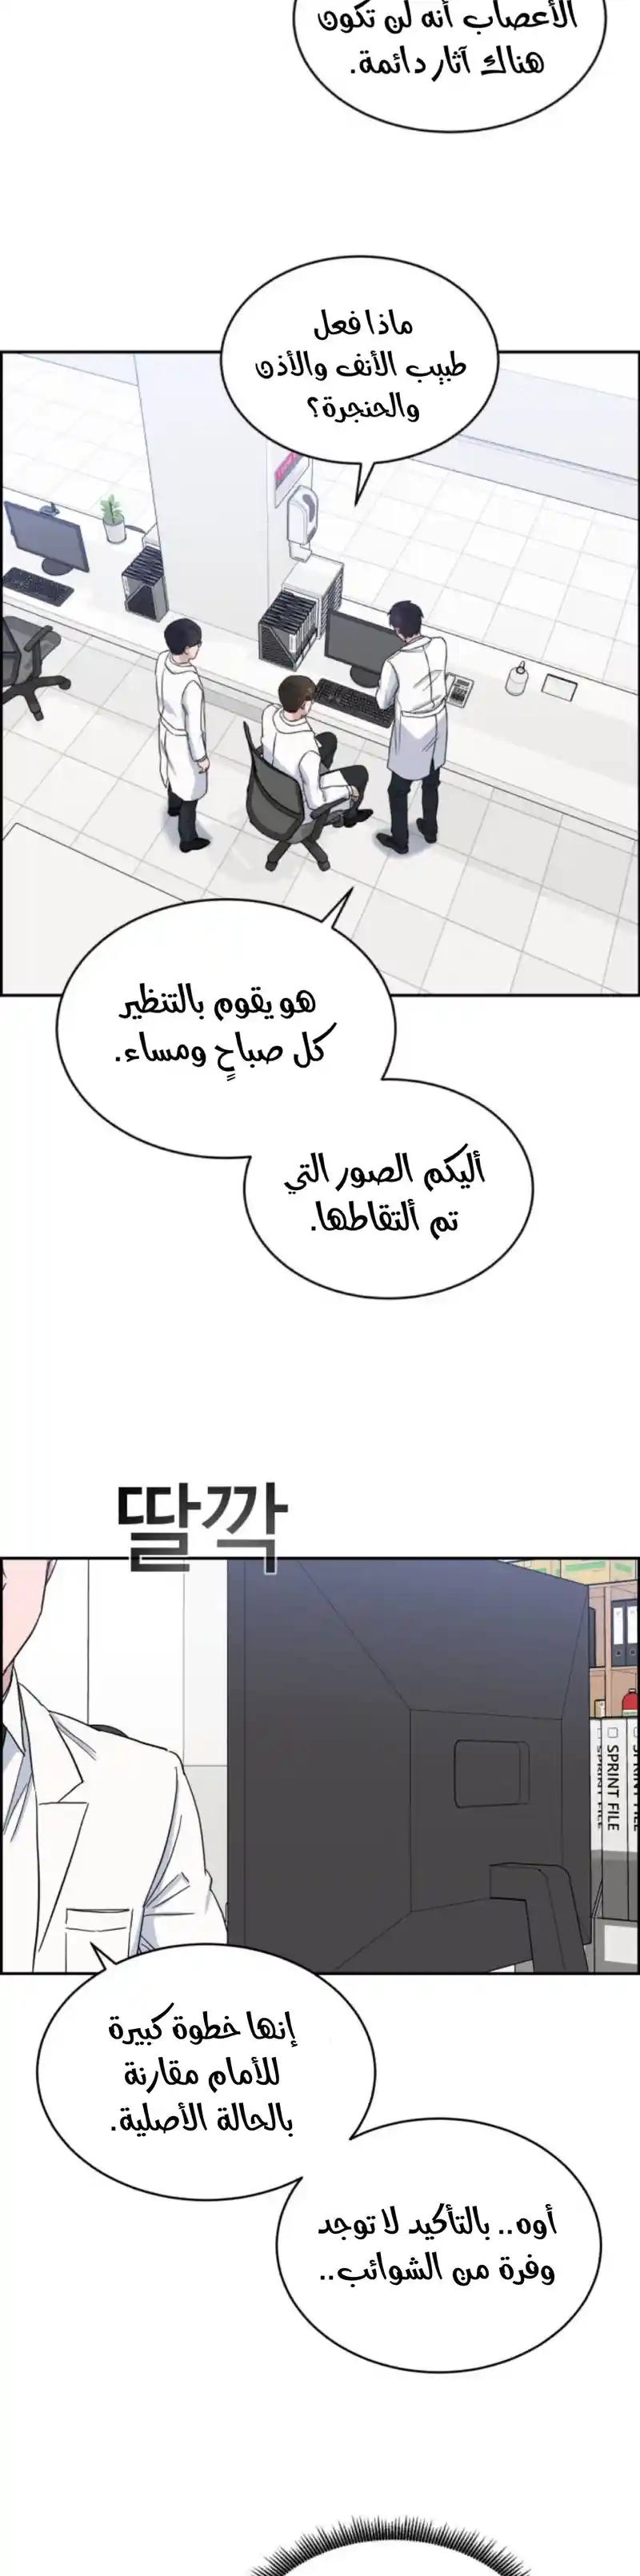 الأعصاب أنه لن تكون
هناك آثار دائمة.
ماذا فعل
طبيب الأنف والأذن
والحنجرة؟
هو يقوم بالتنظير
كل صباحٍ ومساء.
أليكم الصور التي
تم ألتقاطها.
딸깍
SPRINT FILE
SPRINT FILE
إنها خطوة كبيرة
للأمام مقارنة
بالحالة الأصلية.
أوه.. بالتأكيد لا توجد
وفرة من الشوائب..